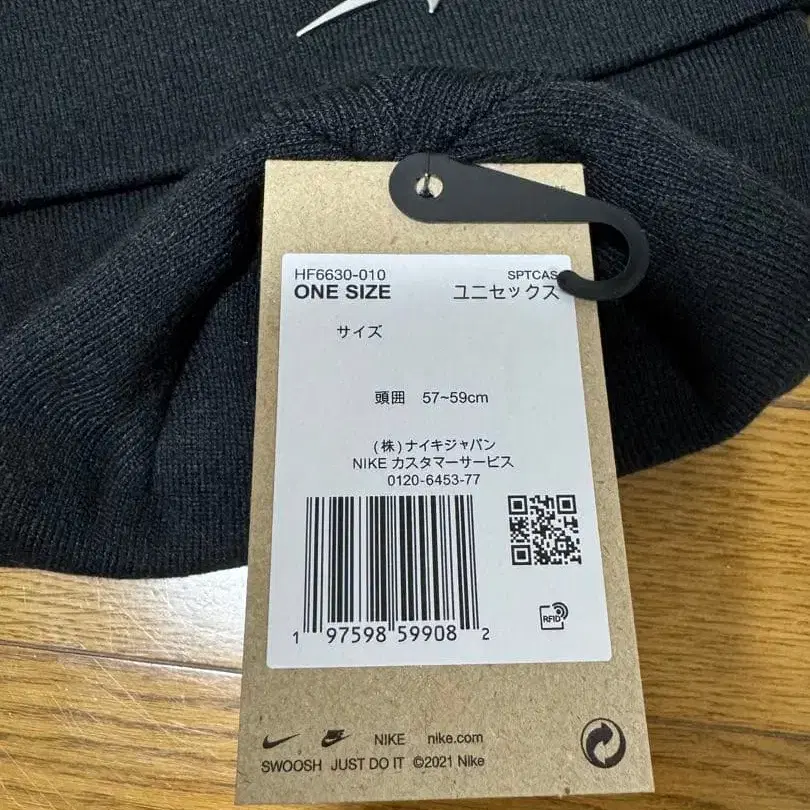 HF6630-010
SPTCAS
ONE SIZE
ユニセックス
サイズ
頭囲 57~59cm
(株)ナイキジャパン
NIKE カスタマーサービス
0120-6453-77
RFID
1 97598 59908 2
NIKE nike.com
SWOOSH JUST DO IT ©2021 Nike